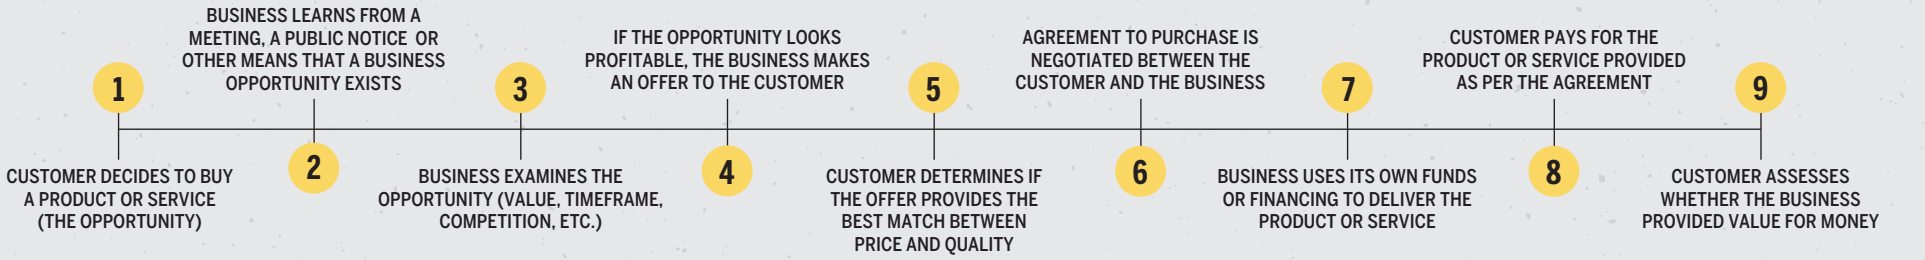 1
CUSTOMER DECIDES TO BUY
A PRODUCT OR SERVICE
(THE OPPORTUNITY)
BUSINESS LEARNS FROM A
MEETING, A PUBLIC NOTICE OR
OTHER MEANS THAT A BUSINESS
OPPORTUNITY EXISTS
2
3
BUSINESS EXAMINES THE
OPPORTUNITY (VALUE, TIMEFRAME,
COMPETITION, ETC.)
IF THE OPPORTUNITY LOOKS
PROFITABLE, THE BUSINESS MAKES
AN OFFER TO THE CUSTOMER
4
5
CUSTOMER DETERMINES IF
THE OFFER PROVIDES THE
BEST MATCH BETWEEN
PRICE AND QUALITY
AGREEMENT TO PURCHASE IS
NEGOTIATED BETWEEN THE
CUSTOMER AND THE BUSINESS
6
7
BUSINESS USES ITS OWN FUNDS
OR FINANCING TO DELIVER THE
PRODUCT OR SERVICE
CUSTOMER PAYS FOR THE
PRODUCT OR SERVICE PROVIDED
AS PER THE AGREEMENT
8
9
CUSTOMER ASSESSES
WHETHER THE BUSINESS
PROVIDED VALUE FOR MONEY